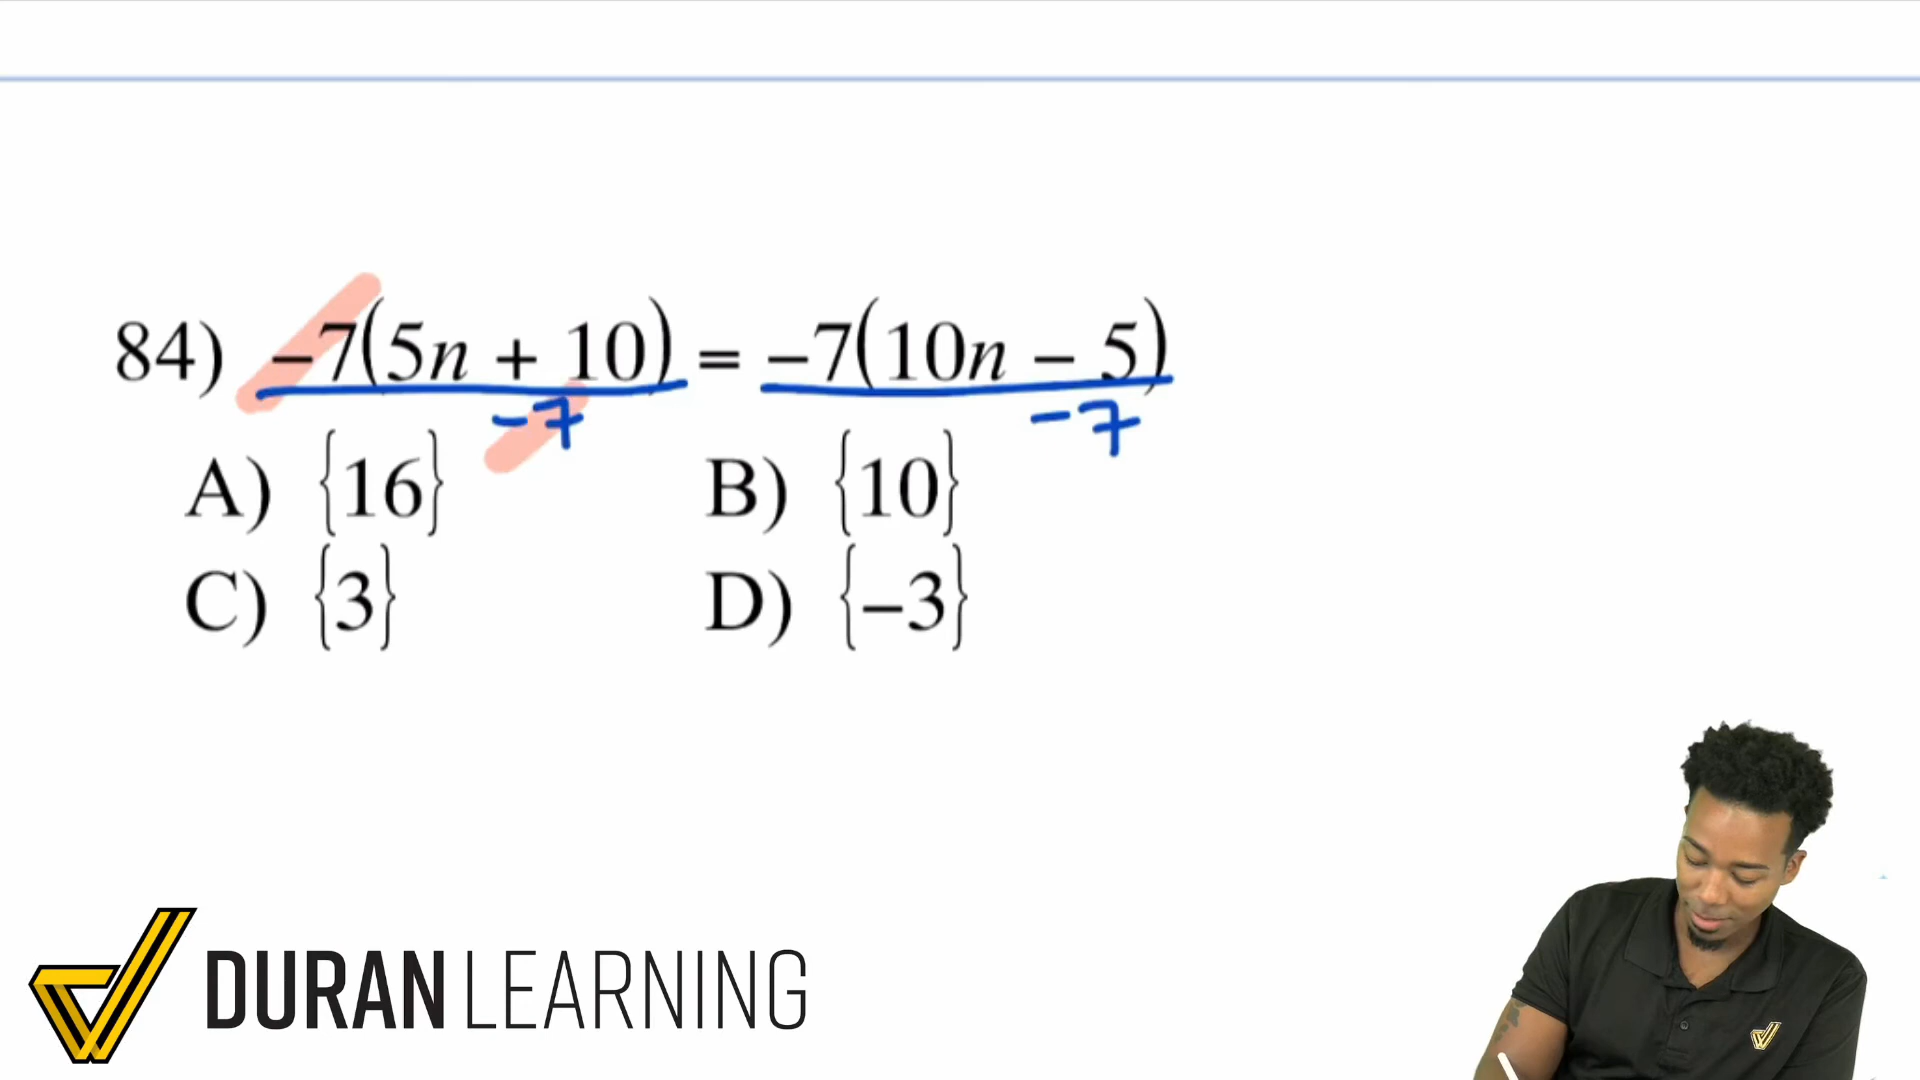 84) −7(5n + 10) = −7(10n − 5)
−7 −7
A) {16} B) {10}
C) {3} D) {−3}
DURAN LEARNING